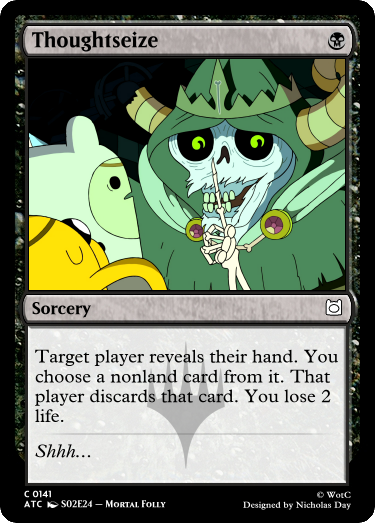 Thoughtseize
Sorcery
Target player reveals their hand. You
choose a nonland card from it. That
player discards that card. You lose 2
life.
Shhh...
C 0141
© WotC
ATC S02E24 – Mortal Folly
Designed by Nicholas Day